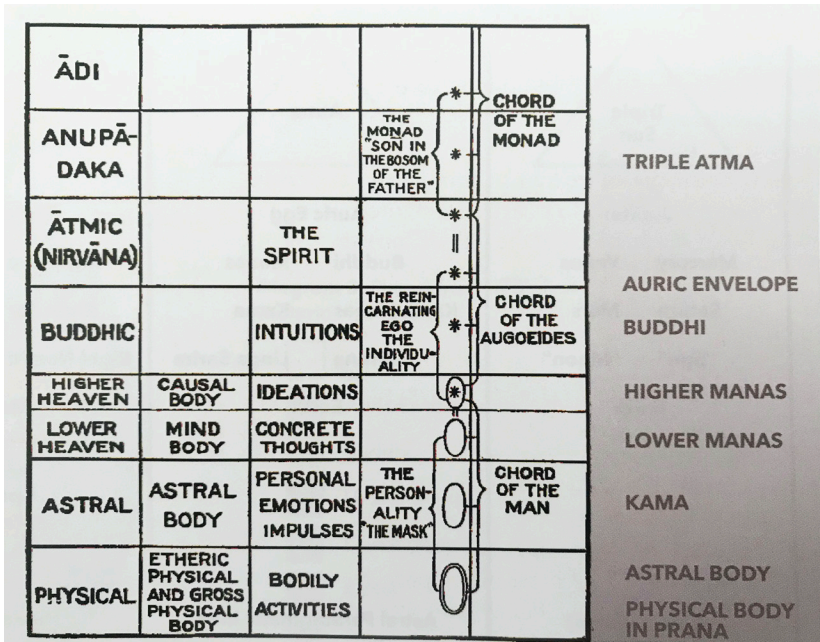 ĀDI
ANUPĀ-
DAKA
THE
MONAD
"SON IN
THE BOSOM
OF THE
FATHER"
CHORD
OF THE
MONAD
TRIPLE ATMA
ĀTMIC
(NIRVĀNA)
THE
SPIRIT
AURIC ENVELOPE
BUDDHIC
INTUITIONS
THE REIN-
CARNATING
EGO
THE
INDIVIDU-
ALITY
CHORD
OF THE
AUGOEIDES
BUDDHI
HIGHER
HEAVEN
CAUSAL
BODY
IDEATIONS
HIGHER MANAS
LOWER
HEAVEN
MIND
BODY
CONCRETE
THOUGHTS
LOWER MANAS
ASTRAL
ASTRAL
BODY
PERSONAL
EMOTIONS
IMPULSES
THE
PERSON-
ALITY
"THE MASK"
CHORD
OF THE
MAN
KAMA
PHYSICAL
ETHERIC
PHYSICAL
AND GROSS
PHYSICAL
BODY
BODILY
ACTIVITIES
ASTRAL BODY
PHYSICAL BODY
IN PRANA